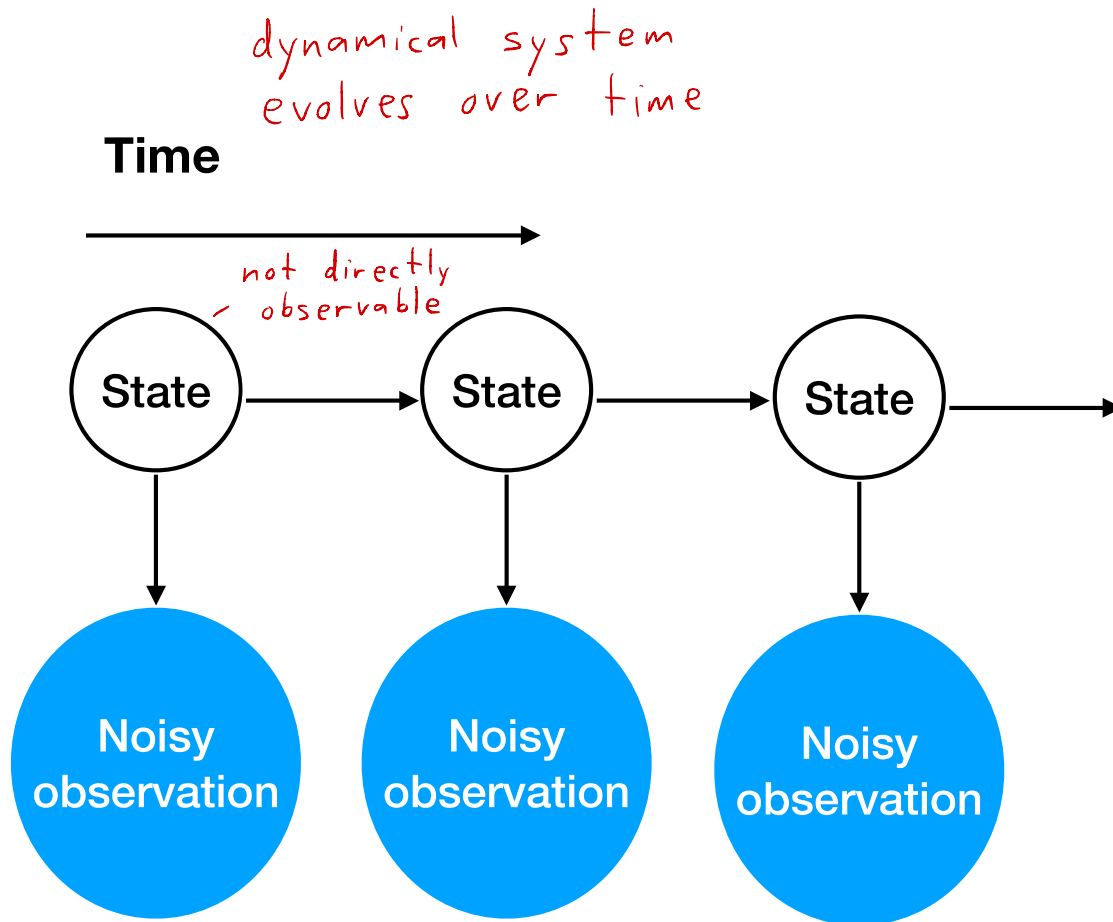 dynamical system
evolves over time
Time
not directly
observable
State
State
State
Noisy
observation
Noisy
observation
Noisy
observation